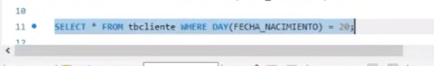 10
11 SELECT * FROM tbcliente WHERE DAY(FECHA_NACIMIENTO) = 20;
12